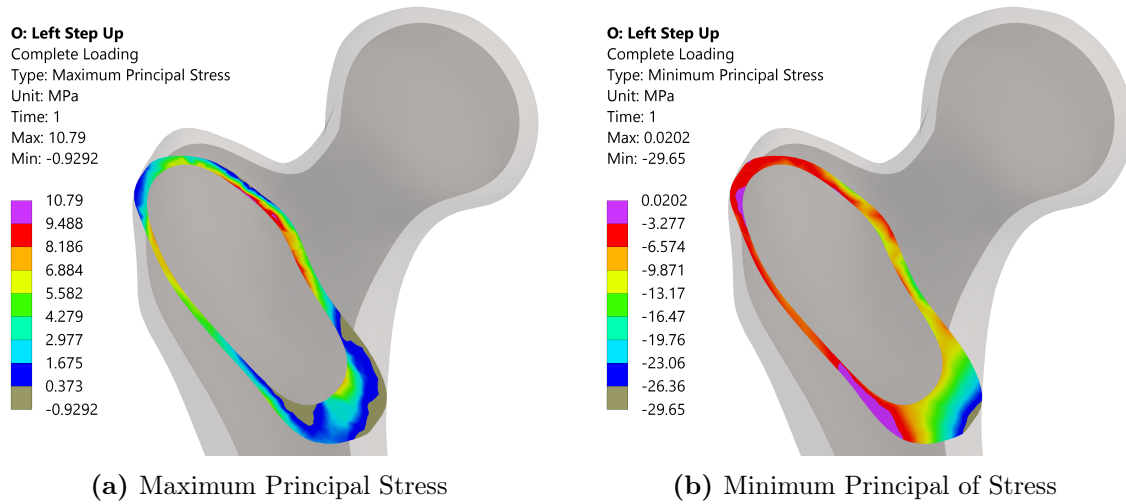 O: Left Step Up
Complete Loading
Type: Maximum Principal Stress
Unit: MPa
Time: 1
Max: 10.79
Min: -0.9292
10.79
9.488
8.186
6.884
5.582
4.279
2.977
1.675
0.373
-0.9292
(a) Maximum Principal Stress
O: Left Step Up
Complete Loading
Type: Minimum Principal Stress
Unit: MPa
Time: 1
Max: 0.0202
Min: -29.65
0.0202
-3.277
-6.574
-9.871
-13.17
-16.47
-19.76
-23.06
-26.36
-29.65
(b) Minimum Principal of Stress